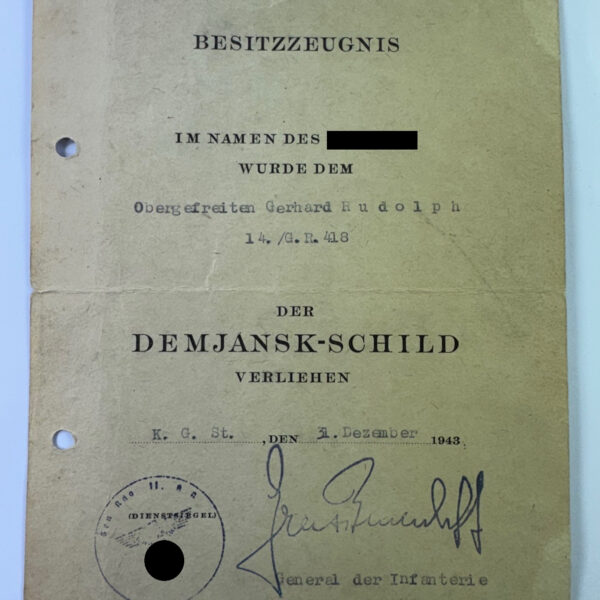 BESITZZEUGNIS
IM NAMEN DES
WURDE DEM
Obergefreiten Gerhard Rudolph
14./G.R.418
DER
DEMJANSK-SCHILD
VERLIEHEN
K. G. St. , DEN 31.Dezember 1943
(DIENSTSIEGEL)
General der Infanterie